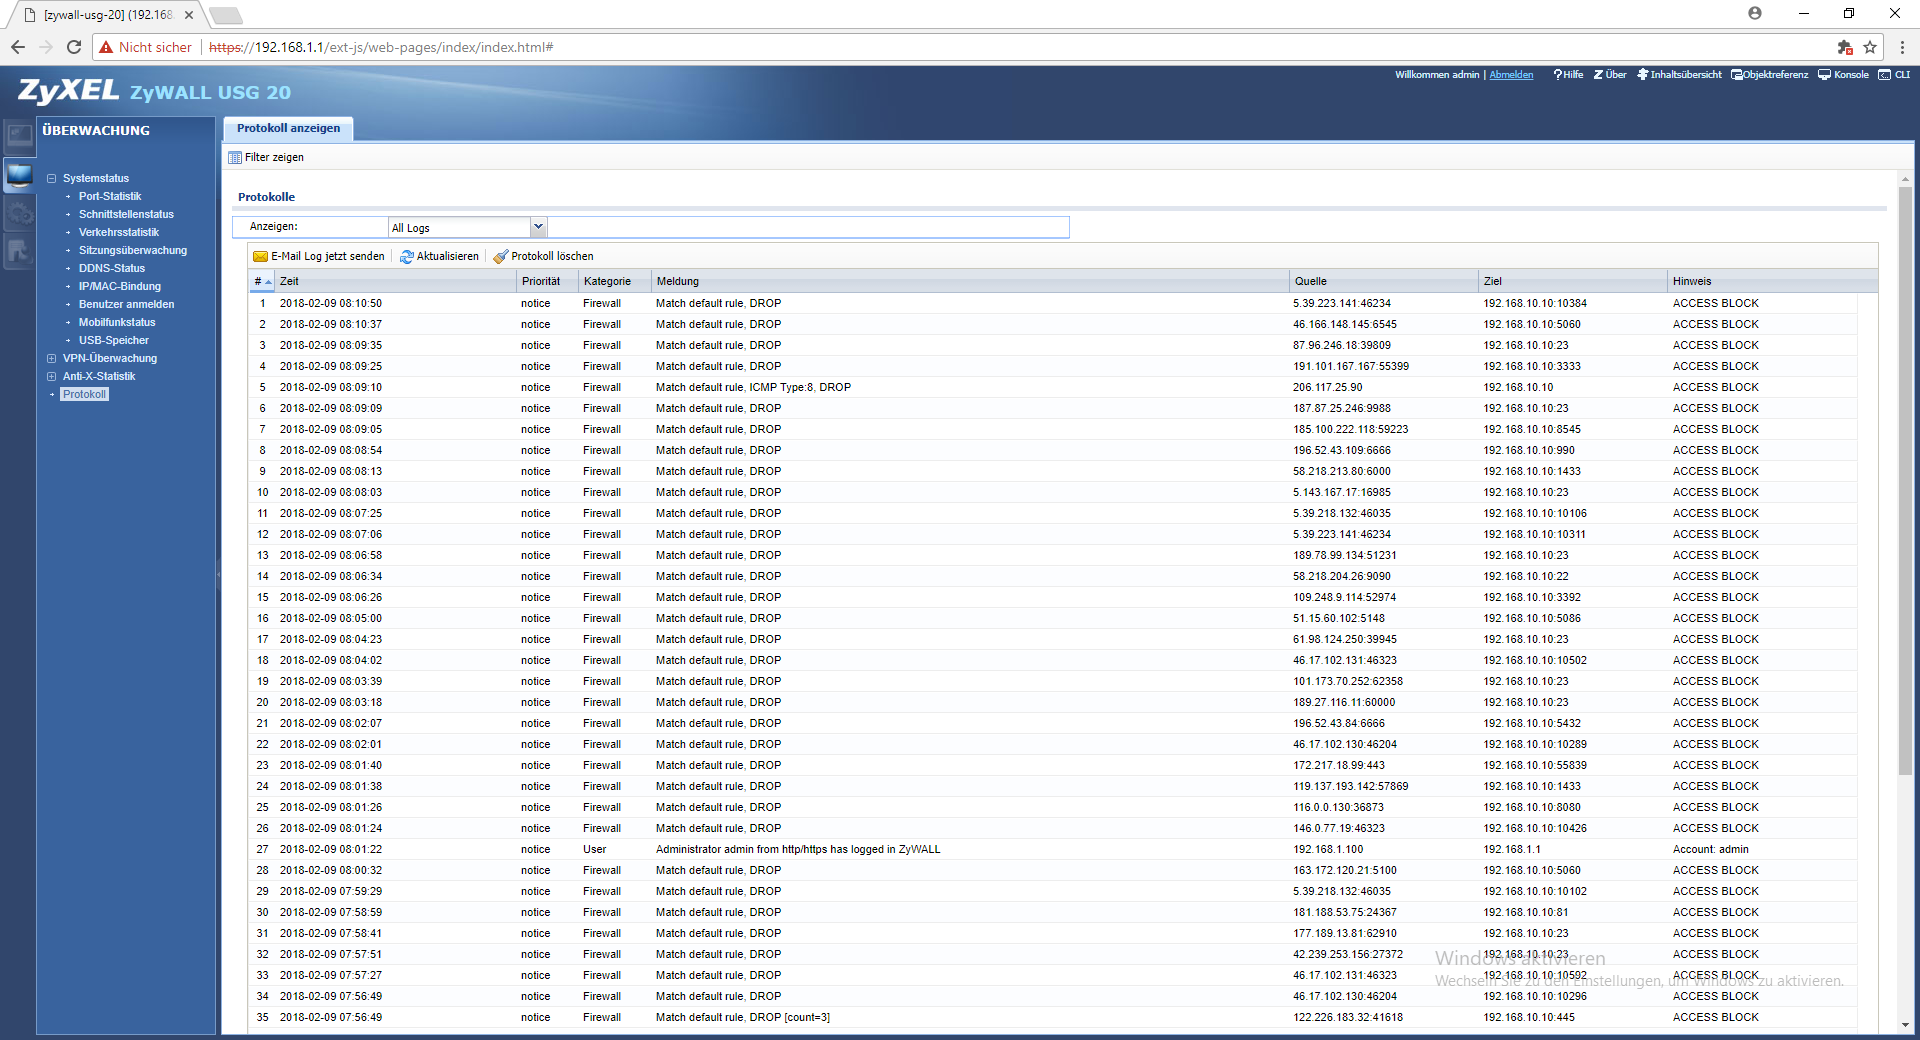 [zywall-usg-20] (192.168.
Nicht sicher https://192.168.1.1/ext-js/web-pages/index/index.html#
ZyXEL ZyWALL USG 20
Willkommen admin | Abmelden ?Hilfe Über Inhaltsübersicht Objektreferenz Konsole CLI
ÜBERWACHUNG
Systemstatus
Port-Statistik
Schnittstellenstatus
Verkehrsstatistik
Sitzungsüberwachung
DDNS-Status
IP/MAC-Bindung
Benutzer anmelden
Mobilfunkstatus
USB-Speicher
VPN-Überwachung
Anti-X-Statistik
Protokoll
Protokoll anzeigen
Filter zeigen
Protokolle
Anzeigen: All Logs
E-Mail Log jetzt senden Aktualisieren Protokoll löschen
# Zeit Priorität Kategorie Meldung Quelle Ziel Hinweis
1 2018-02-09 08:10:50 notice Firewall Match default rule, DROP 5.39.223.141:46234 192.168.10.10:10384 ACCESS BLOCK
2 2018-02-09 08:10:37 notice Firewall Match default rule, DROP 46.166.148.145:6545 192.168.10.10:5060 ACCESS BLOCK
3 2018-02-09 08:09:35 notice Firewall Match default rule, DROP 87.96.246.18:39809 192.168.10.10:23 ACCESS BLOCK
4 2018-02-09 08:09:25 notice Firewall Match default rule, DROP 191.101.167.167:55399 192.168.10.10:3333 ACCESS BLOCK
5 2018-02-09 08:09:10 notice Firewall Match default rule, ICMP Type:8, DROP 206.117.25.90 192.168.10.10 ACCESS BLOCK
6 2018-02-09 08:09:09 notice Firewall Match default rule, DROP 187.87.25.246:9988 192.168.10.10:23 ACCESS BLOCK
7 2018-02-09 08:09:05 notice Firewall Match default rule, DROP 185.100.222.118:59223 192.168.10.10:8545 ACCESS BLOCK
8 2018-02-09 08:08:54 notice Firewall Match default rule, DROP 196.52.43.109:6666 192.168.10.10:990 ACCESS BLOCK
9 2018-02-09 08:08:13 notice Firewall Match default rule, DROP 58.218.213.80:6000 192.168.10.10:1433 ACCESS BLOCK
10 2018-02-09 08:08:03 notice Firewall Match default rule, DROP 5.143.167.17:16985 192.168.10.10:23 ACCESS BLOCK
11 2018-02-09 08:07:25 notice Firewall Match default rule, DROP 5.39.218.132:46035 192.168.10.10:10106 ACCESS BLOCK
12 2018-02-09 08:07:06 notice Firewall Match default rule, DROP 5.39.223.141:46234 192.168.10.10:10311 ACCESS BLOCK
13 2018-02-09 08:06:58 notice Firewall Match default rule, DROP 189.78.99.134:51231 192.168.10.10:23 ACCESS BLOCK
14 2018-02-09 08:06:34 notice Firewall Match default rule, DROP 58.218.204.26:9090 192.168.10.10:22 ACCESS BLOCK
15 2018-02-09 08:06:26 notice Firewall Match default rule, DROP 109.248.9.114:52974 192.168.10.10:3392 ACCESS BLOCK
16 2018-02-09 08:05:00 notice Firewall Match default rule, DROP 51.15.60.102:5148 192.168.10.10:5086 ACCESS BLOCK
17 2018-02-09 08:04:23 notice Firewall Match default rule, DROP 61.98.124.250:39945 192.168.10.10:23 ACCESS BLOCK
18 2018-02-09 08:04:02 notice Firewall Match default rule, DROP 46.17.102.131:46323 192.168.10.10:10502 ACCESS BLOCK
19 2018-02-09 08:03:39 notice Firewall Match default rule, DROP 101.173.70.252:62358 192.168.10.10:23 ACCESS BLOCK
20 2018-02-09 08:03:18 notice Firewall Match default rule, DROP 189.27.116.11:60000 192.168.10.10:23 ACCESS BLOCK
21 2018-02-09 08:02:07 notice Firewall Match default rule, DROP 196.52.43.84:6666 192.168.10.10:5432 ACCESS BLOCK
22 2018-02-09 08:02:01 notice Firewall Match default rule, DROP 46.17.102.130:46204 192.168.10.10:10289 ACCESS BLOCK
23 2018-02-09 08:01:40 notice Firewall Match default rule, DROP 172.217.18.99:443 192.168.10.10:55839 ACCESS BLOCK
24 2018-02-09 08:01:38 notice Firewall Match default rule, DROP 119.137.193.142:57869 192.168.10.10:1433 ACCESS BLOCK
25 2018-02-09 08:01:26 notice Firewall Match default rule, DROP 116.0.0.130:36873 192.168.10.10:8080 ACCESS BLOCK
26 2018-02-09 08:01:24 notice Firewall Match default rule, DROP 146.0.77.19:46323 192.168.10.10:10426 ACCESS BLOCK
27 2018-02-09 08:01:22 notice User Administrator admin from http/https has logged in ZyWALL 192.168.1.100 192.168.1.1 Account: admin
28 2018-02-09 08:00:32 notice Firewall Match default rule, DROP 163.172.120.21:5100 192.168.10.10:5060 ACCESS BLOCK
29 2018-02-09 07:59:29 notice Firewall Match default rule, DROP 5.39.218.132:46035 192.168.10.10:10102 ACCESS BLOCK
30 2018-02-09 07:58:59 notice Firewall Match default rule, DROP 181.188.53.75:24367 192.168.10.10:81 ACCESS BLOCK
31 2018-02-09 07:58:41 notice Firewall Match default rule, DROP 177.189.13.81:62910 192.168.10.10:23 ACCESS BLOCK
32 2018-02-09 07:57:51 notice Firewall Match default rule, DROP 42.239.253.156:27372 192.168.10.10:23 ACCESS BLOCK
33 2018-02-09 07:57:27 notice Firewall Match default rule, DROP 46.17.102.131:46323 192.168.10.10:10592 ACCESS BLOCK
34 2018-02-09 07:56:49 notice Firewall Match default rule, DROP 46.17.102.130:46204 192.168.10.10:10296 ACCESS BLOCK
35 2018-02-09 07:56:49 notice Firewall Match default rule, DROP [count=3] 122.226.183.32:41618 192.168.10.10:445 ACCESS BLOCK
Windows aktivieren
Wechseln Sie zu den Einstellungen, um Windows zu aktivieren.